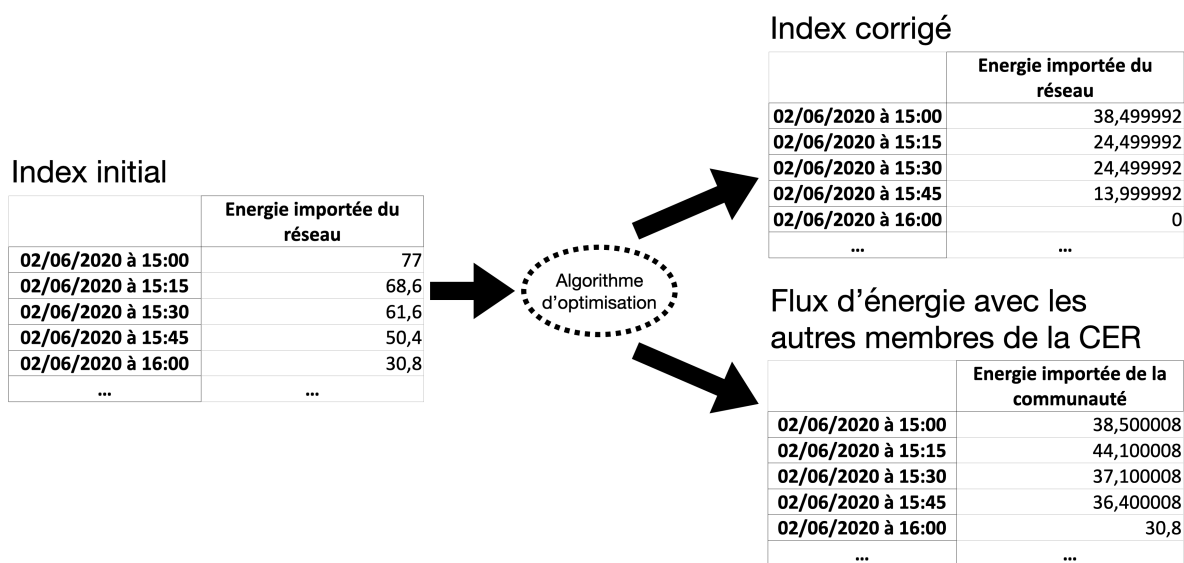 Index initial
Energie importée du
réseau
02/06/2020 à 15:00 77
02/06/2020 à 15:15 68,6
02/06/2020 à 15:30 61,6
02/06/2020 à 15:45 50,4
02/06/2020 à 16:00 30,8
... ...
Algorithme
d'optimisation
Index corrigé
Energie importée du
réseau
02/06/2020 à 15:00 38,499992
02/06/2020 à 15:15 24,499992
02/06/2020 à 15:30 24,499992
02/06/2020 à 15:45 13,999992
02/06/2020 à 16:00 0
... ...
Flux d'énergie avec les
autres membres de la CER
Energie importée de la
communauté
02/06/2020 à 15:00 38,500008
02/06/2020 à 15:15 44,100008
02/06/2020 à 15:30 37,100008
02/06/2020 à 15:45 36,400008
02/06/2020 à 16:00 30,8
... ...